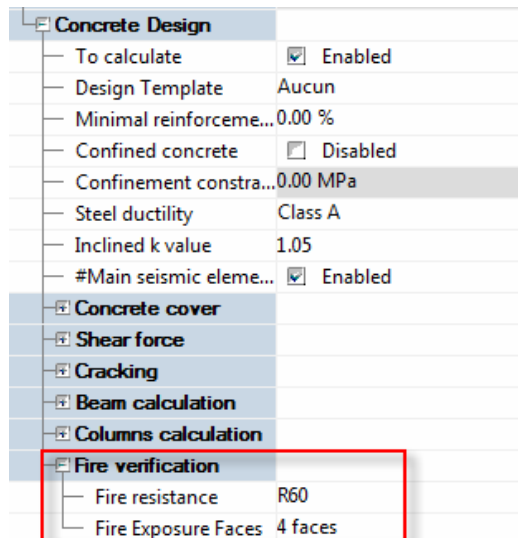 Concrete Design
To calculate Enabled
Design Template Aucun
Minimal reinforceme... 0.00 %
Confined concrete Disabled
Confinement constra... 0.00 MPa
Steel ductility Class A
Inclined k value 1.05
#Main seismic eleme... Enabled
Concrete cover
Shear force
Cracking
Beam calculation
Columns calculation
Fire verification
Fire resistance R60
Fire Exposure Faces 4 faces